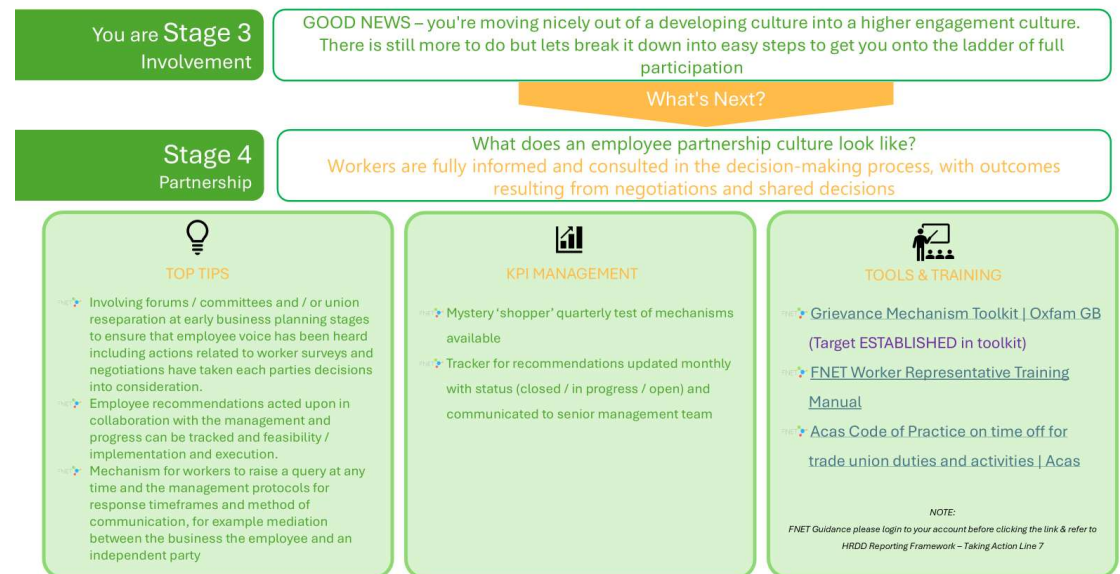 You are Stage 3
Involvement
GOOD NEWS – you're moving nicely out of a developing culture into a higher engagement culture.
There is still more to do but lets break it down into easy steps to get you onto the ladder of full
participation
What's Next?
Stage 4
Partnership
What does an employee partnership culture look like?
Workers are fully informed and consulted in the decision-making process, with outcomes
resulting from negotiations and shared decisions
TOP TIPS
FNET Involving forums / committees and / or union
reseparation at early business planning stages
to ensure that employee voice has been heard
including actions related to worker surveys and
negotiations have taken each parties decisions
into consideration.
FNET Employee recommendations acted upon in
collaboration with the management and
progress can be tracked and feasibility /
implementation and execution.
FNET Mechanism for workers to raise a query at any
time and the management protocols for
response timeframes and method of
communication, for example mediation
between the business the employee and an
independent party
KPI MANAGEMENT
FNET Mystery ‘shopper’ quarterly test of mechanisms
available
FNET Tracker for recommendations updated monthly
with status (closed / in progress / open) and
communicated to senior management team
TOOLS & TRAINING
FNET Grievance Mechanism Toolkit | Oxfam GB
(Target ESTABLISHED in toolkit)
FNET FNET Worker Representative Training
Manual
FNET Acas Code of Practice on time off for
trade union duties and activities | Acas
NOTE:
FNET Guidance please login to your account before clicking the link & refer to
HRDD Reporting Framework – Taking Action Line 7